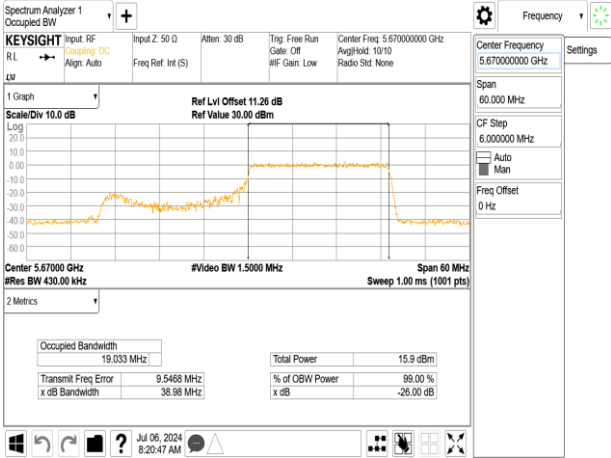 Spectrum Analyzer 1
Occupied BW
KEYSIGHT
RL
Input: RF
Coupling: DC
Align: Auto
Input Z: 50 Ω
Freq Ref: Int (S)
Atten: 30 dB
Trig: Free Run
Gate: Off
#IF Gain: Low
Center Freq: 5.670000000 GHz
Avg|Hold: 10/10
Radio Std: None
LXI
1 Graph
Scale/Div 10.0 dB
Ref Lvl Offset 11.26 dB
Ref Value 30.00 dBm
Log
20.0
10.0
0.00
-10.0
-20.0
-30.0
-40.0
-50.0
-60.0
Center 5.67000 GHz
#Res BW 430.00 kHz
#Video BW 1.5000 MHz
Span 60 MHz
Sweep 1.00 ms (1001 pts)
2 Metrics
Occupied Bandwidth
19.033 MHz
Transmit Freq Error 9.5468 MHz
x dB Bandwidth 38.98 MHz
Total Power 15.9 dBm
% of OBW Power 99.00 %
x dB -26.00 dB
Jul 06, 2024
8:20:47 AM
?
Frequency
Settings
Center Frequency
5.670000000 GHz
Span
60.000 MHz
CF Step
6.000000 MHz
Auto
Man
Freq Offset
0 Hz